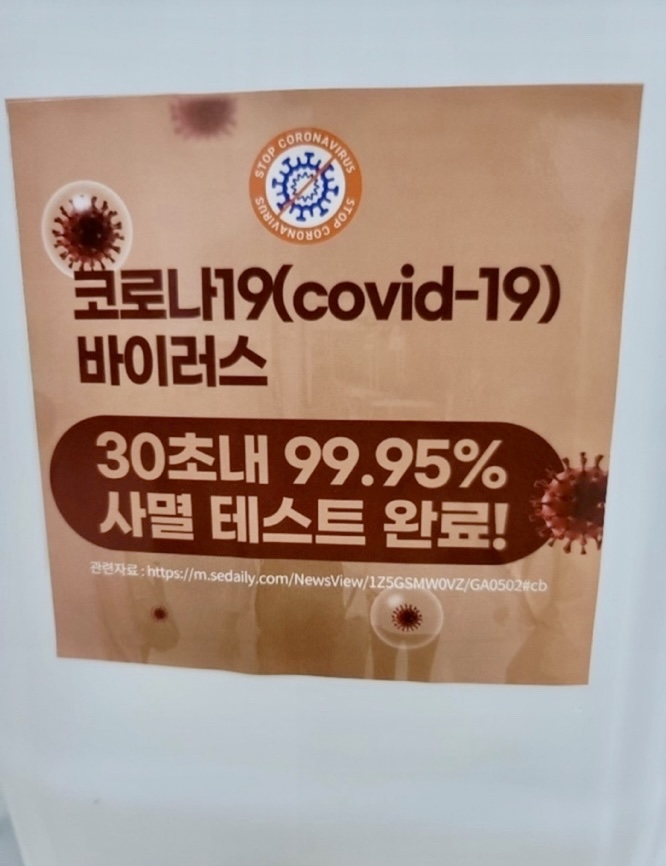 STOP CORONAVIRUS
STOP CORONAVIRUS
코로나19(covid-19)
바이러스
30초내 99.95%
사멸 테스트 완료!
관련자료 : https://m.sedaily.com/NewsView/1Z5GSMW0VZ/GA0502#cb